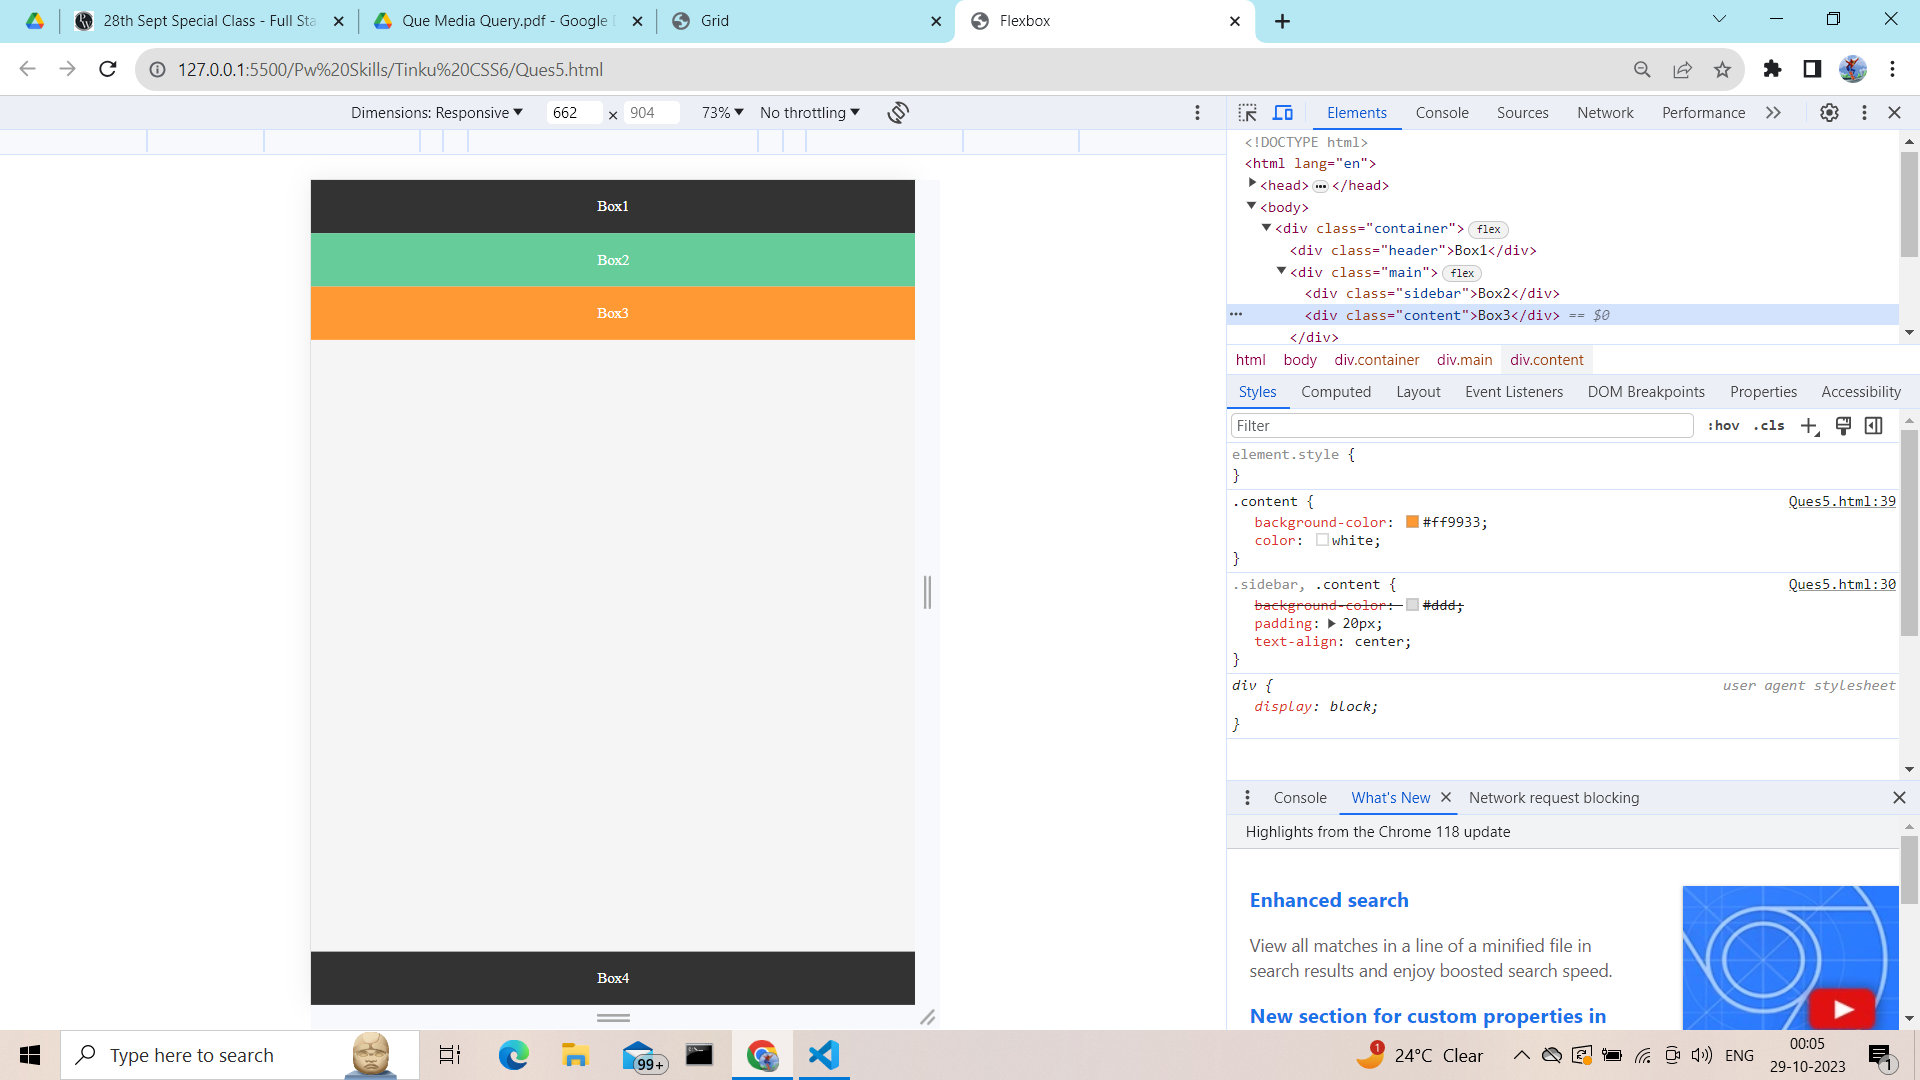 28th Sept Special Class - Full Sta
Que Media Query.pdf - Google
Grid
Flexbox
127.0.0.1:5500/Pw%20Skills/Tinku%20CSS6/Ques5.html
Dimensions: Responsive 662 × 904 73% No throttling
Elements Console Sources Network Performance
Box1
Box2
Box3
Box4
<!DOCTYPE html>
<html lang="en">
<head>••• </head>
<body>
<div class="container"> flex
<div class="header">Box1</div>
<div class="main"> flex
<div class="sidebar">Box2</div>
••• <div class="content">Box3</div> == $0
</div>
html body div.container div.main div.content
Styles Computed Layout Event Listeners DOM Breakpoints Properties Accessibility
Filter :hov .cls
element.style {
}
.content { Ques5.html:39
background-color: #ff9933;
color: white;
}
.sidebar, .content { Ques5.html:30
background-color: #ddd;
padding: 20px;
text-align: center;
}
div { user agent stylesheet
display: block;
}
Console What's New Network request blocking
Highlights from the Chrome 118 update
Enhanced search
View all matches in a line of a minified file in
search results and enjoy boosted search speed.
New section for custom properties in
Type here to search
99+
1
24°C Clear
ENG
00:05
29-10-2023
1